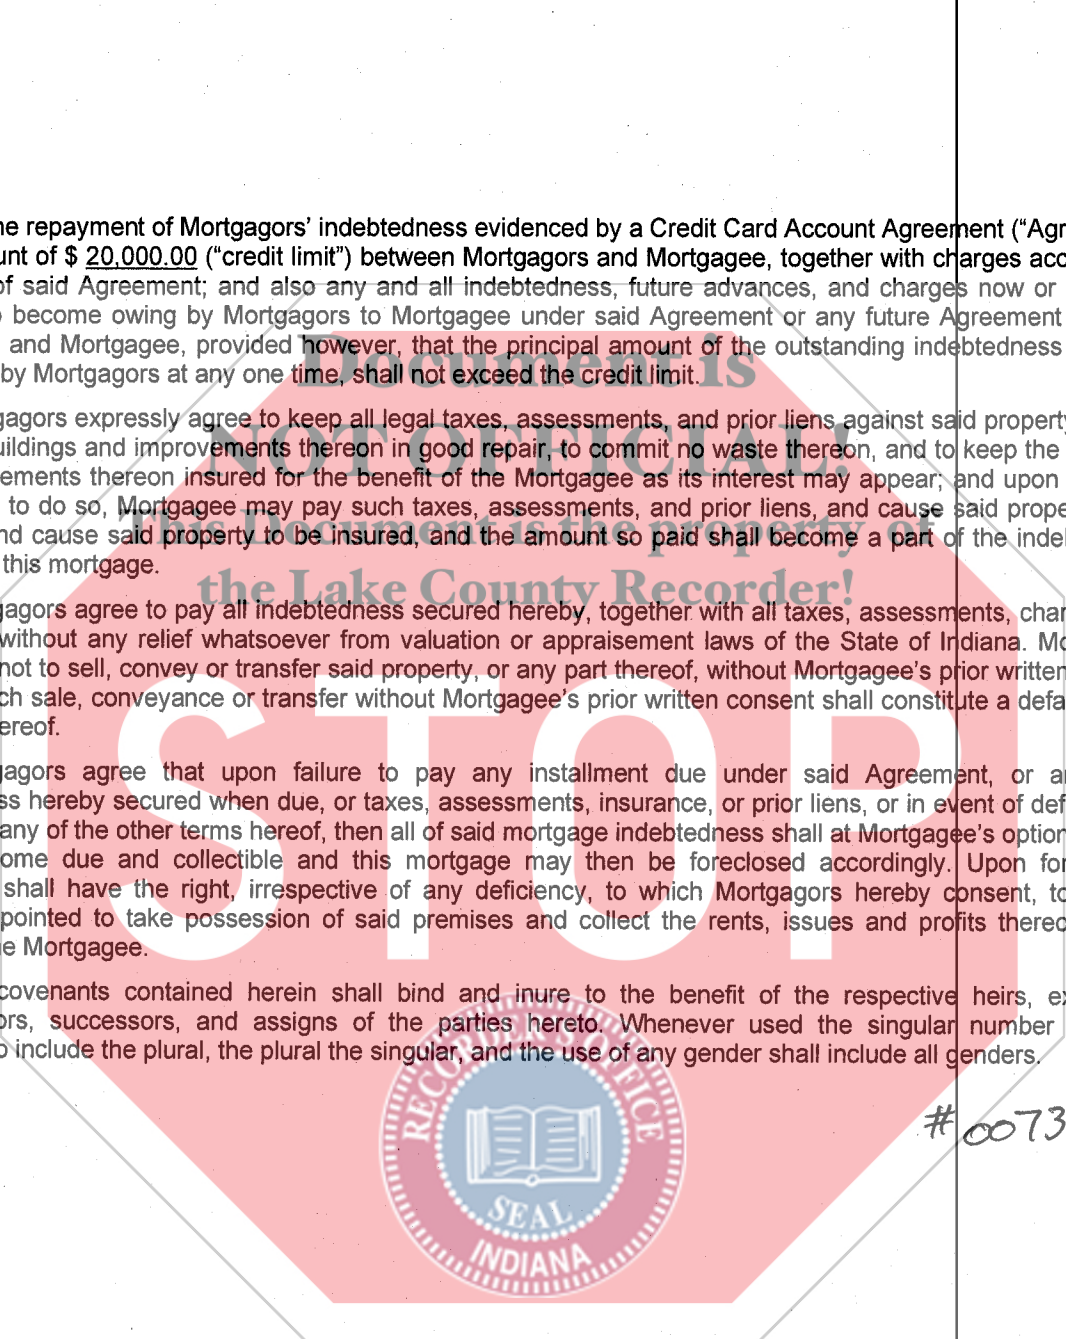 he repayment of Mortgagors' indebtedness evidenced by a Credit Card Account Agreement ("Agr
unt of $ 20,000.00 ("credit limit") between Mortgagors and Mortgagee, together with charges acc
of said Agreement; and also any and all indebtedness, future advances, and charges now or
o become owing by Mortgagors to Mortgagee under said Agreement or any future Agreement
and Mortgagee, provided however, that the principal amount of the outstanding indebtedness
by Mortgagors at any one time, shall not exceed the credit limit.
gagors expressly agree to keep all legal taxes, assessments, and prior liens against said property
uildings and improvements thereon in good repair, to commit no waste thereon, and to keep the
ements thereon insured for the benefit of the Mortgagee as its interest may appear; and upon
to do so, Mortgagee may pay such taxes, assessments, and prior liens, and cause said prope
nd cause said property to be insured, and the amount so paid shall become a part of the inde
this mortgage.
gagors agree to pay all indebtedness secured hereby, together with all taxes, assessments, char
without any relief whatsoever from valuation or appraisement laws of the State of Indiana. Mo
not to sell, convey or transfer said property, or any part thereof, without Mortgagee's prior written
ch sale, conveyance or transfer without Mortgagee's prior written consent shall constitute a defa
ereof.
gagors agree that upon failure to pay any installment due under said Agreement, or a
ss hereby secured when due, or taxes, assessments, insurance, or prior liens, or in event of def
any of the other terms hereof, then all of said mortgage indebtedness shall at Mortgagee's option
ome due and collectible and this mortgage may then be foreclosed accordingly. Upon for
shall have the right, irrespective of any deficiency, to which Mortgagors hereby consent, to
pointed to take possession of said premises and collect the rents, issues and profits thereo
e Mortgagee.
covenants contained herein shall bind and inure to the benefit of the respective heirs, ex
ors, successors, and assigns of the parties hereto. Whenever used the singular number
o include the plural, the plural the singular, and the use of any gender shall include all genders.
#0073
Document is
NOT OFFICIAL!
This Document is the property of
the Lake County Recorder!
STOP
RECORDER'S OFFICE
SEAL
INDIANA